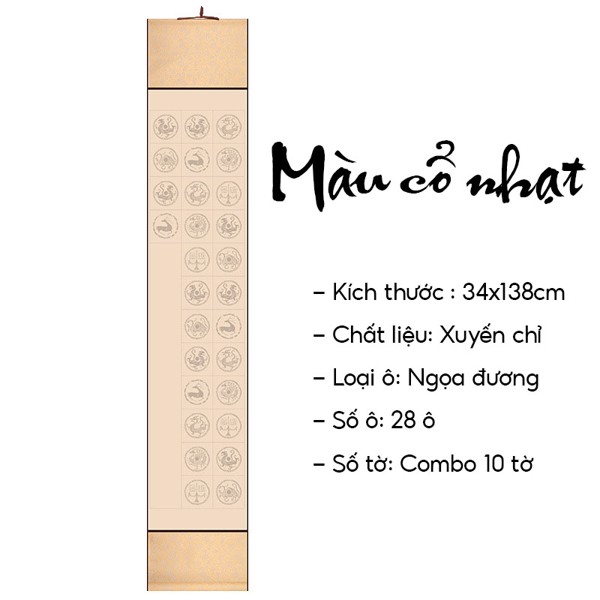 Màu cổ nhạt
– Kích thước : 34x138cm
– Chất liệu: Xuyến chỉ
– Loại ô: Ngọa đương
– Số ô: 28 ô
– Số tờ: Combo 10 tờ